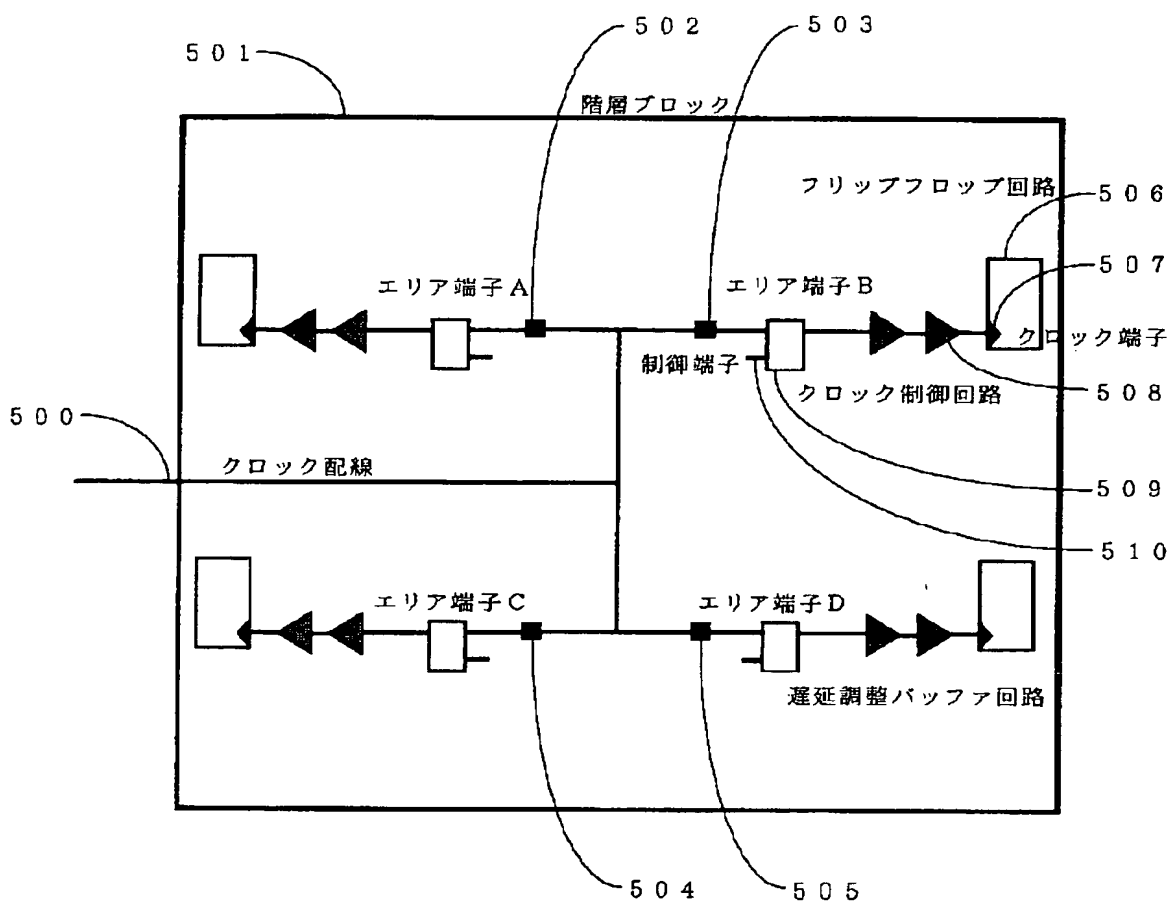 ５０２
５０３
５０１
階層ブロック
フリップフロップ回路
５０６
５０７
エリア端子A
エリア端子B
クロック端子
制御端子
クロック制御回路
５０８
５００
クロック配線
５０９
５１０
エリア端子C
エリア端子D
遅延調整バッファ回路
５０４
５０５